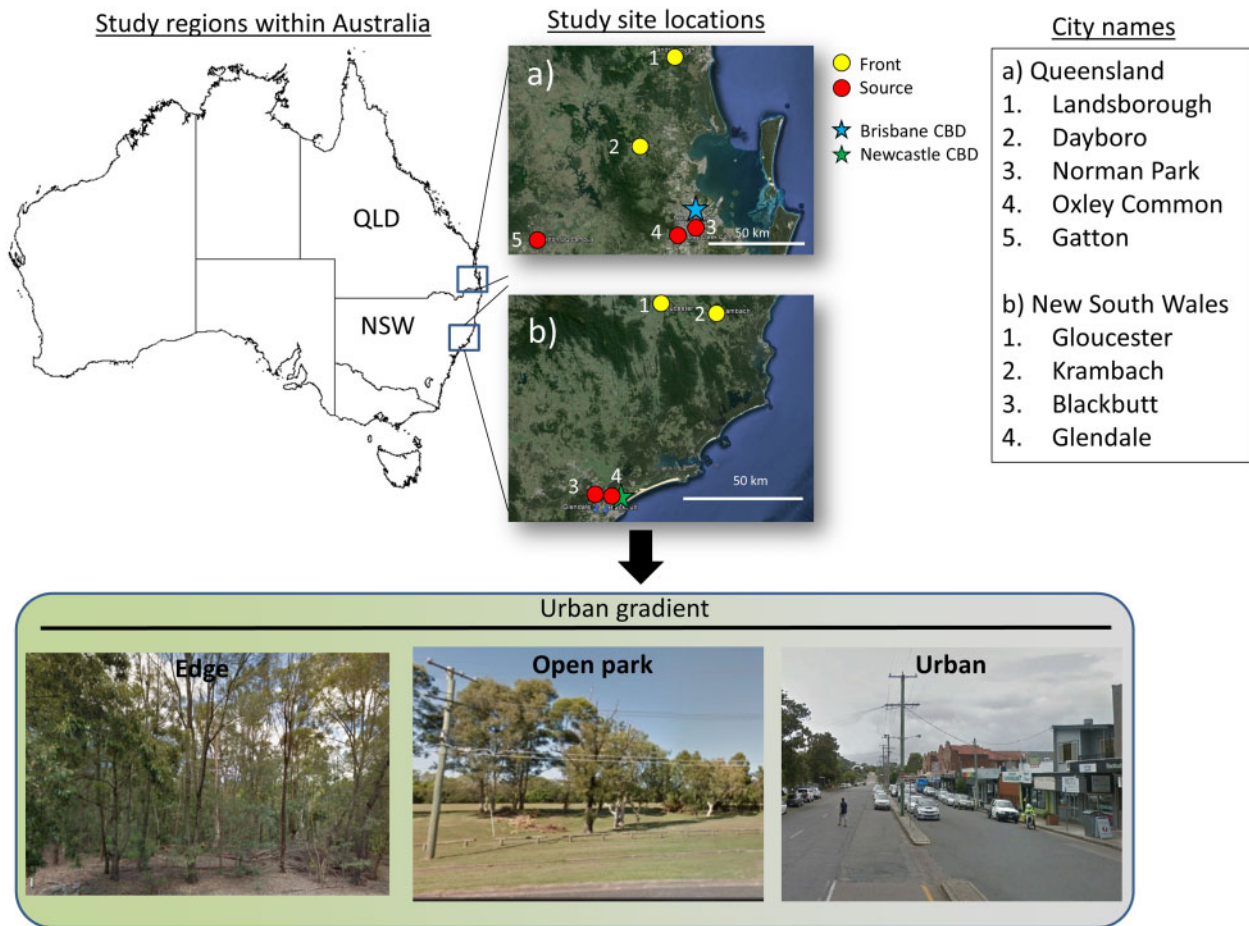 Study regions within Australia
Study site locations
City names
QLD
NSW
a)
1
2
3
4
5
50 km
Front
Source
Brisbane CBD
Newcastle CBD
b)
1
2
3
4
Glendale
50 km
a) Queensland
1. Landsborough
2. Dayboro
3. Norman Park
4. Oxley Common
5. Gatton
b) New South Wales
1. Gloucester
2. Krambach
3. Blackbutt
4. Glendale
Urban gradient
Edge
Open park
Urban